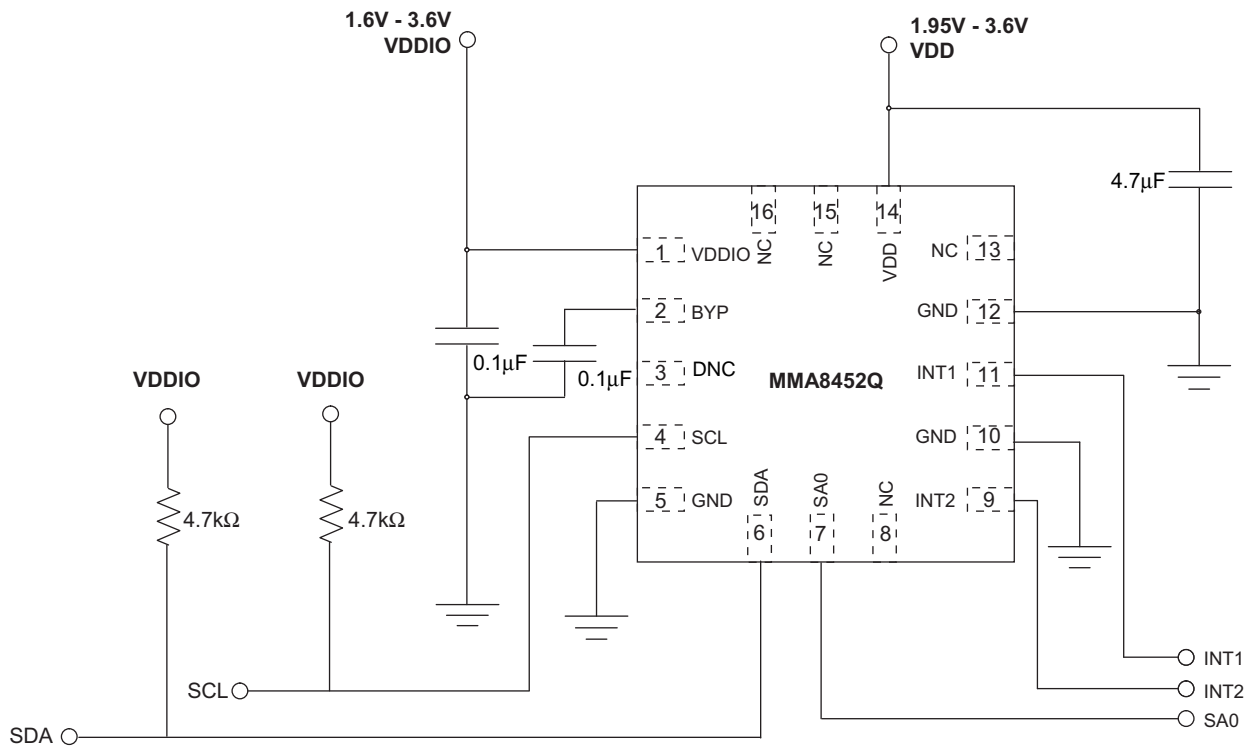 1.6V - 3.6V
VDDIO
1.95V - 3.6V
VDD
4.7μF
16
NC
15
NC
14
VDD
1
VDDIO
NC
13
2
BYP
GND
12
0.1μF
0.1μF
3
DNC
MMA8452Q
INT1
11
VDDIO
VDDIO
4
SCL
GND
10
4.7kΩ
4.7kΩ
5
GND
SDA
6
SA0
7
NC
8
INT2
9
INT1
SCL
INT2
SDA
SA0